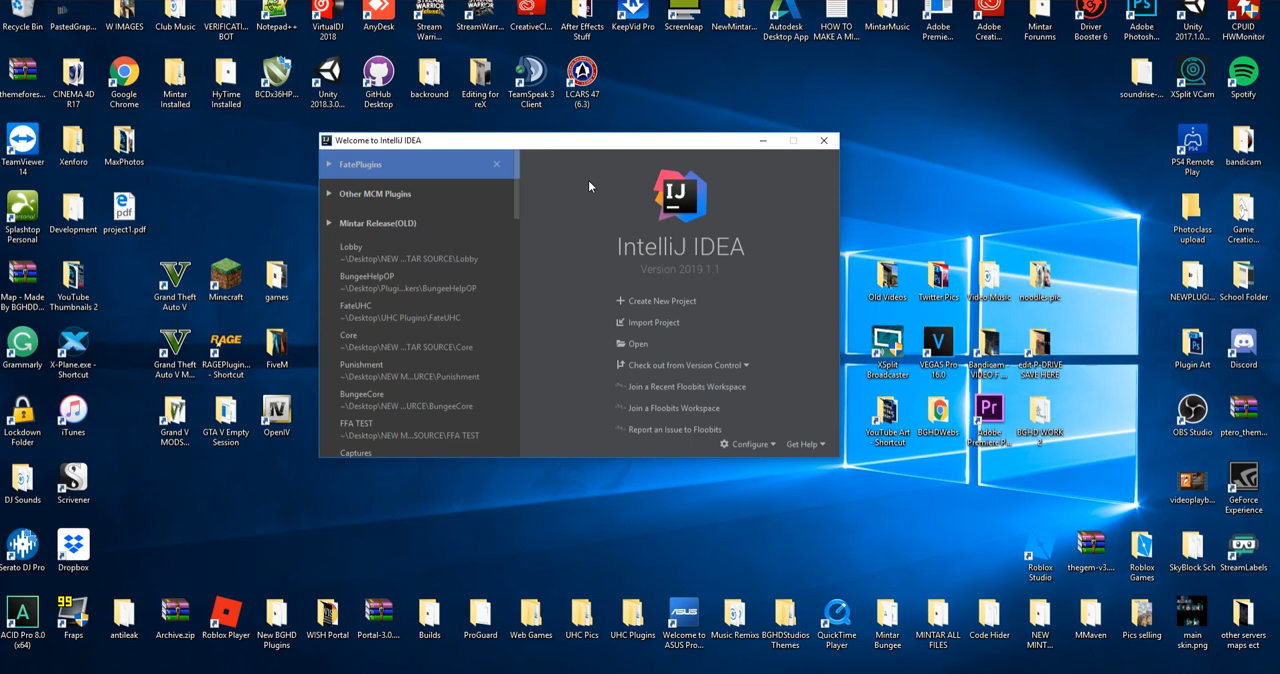 Recycle Bin
PastedGrap...
W IMAGES
Club Music
VERIFICATI...
BOT
Notepad++
VirtualDJ
2018
AnyDesk
Stream
Warri...
StreamWarr...
CreativeCl...
After Effects
Stuff
KeepVid Pro
Screenleap
NewMintar...
Autodesk
Desktop App
HOW TO
MAKE A MI...
MintarMusic
Adobe
Premie...
Adobe
Creati...
Mintar
Forunms
Driver
Booster 6
Adobe
Photosh...
Unity
2017.1.0...
CPUID
HWMonitor
themefores...
CINEMA 4D
R17
Google
Chrome
Mintar
Installed
HyTime
Installed
BCDx36HP...
Unity
2018.3.0...
GitHub
Desktop
backround
Editing for
reX
TeamSpeak 3
Client
LCARS 47
(6.3)
soundrise-...
XSplit VCam
Spotify
TeamViewer
14
Xenforo
MaxPhotos
PS4 Remote
Play
bandicam
Splashtop
Personal
Development
project1.pdf
Photoclass
upload
Game
Creatio...
Map - Made
By BGHDD...
YouTube
Thumbnails 2
Grand Theft
Auto V
Minecraft
games
Old Videos
Twitter Pics
Video Music
noodles pic
NEWPLUGI...
School Folder
Grammarly
X-Plane.exe -
Shortcut
Grand Theft
Auto V M...
RAGE
RAGEPlugin...
- Shortcut
FiveM
XSplit
Broadcaster
VEGAS Pro
16.0
Bandicam -
VIDEO F...
edit P-DRIVE
SAVE HERE
Plugin Art
Discord
Lockdown
Folder
iTunes
Grand V
MODS...
GTA V Empty
Session
OpenIV
YouTube Art
- Shortcut
BGHDWebs
Adobe
Premiere P...
BGHD WORK
2
OBS Studio
ptero_them...
DJ Sounds
Scrivener
videoplayb...
GeForce
Experience
Serato DJ Pro
Dropbox
Roblox
Studio
thegem-v3....
Roblox
Games
SkyBlock Sch
StreamLabels
ACID Pro 8.0
(x64)
99
Fraps
antileak
Archive.zip
Roblox Player
New BGHD
Plugins
WISH Portal
Portal-3.0....
Builds
ProGuard
Web Games
UHC Pics
UHC Plugins
ASUS
Welcome to
ASUS Pro...
Music Remixs
BGHDStudios
Themes
QuickTime
Player
Mintar
Bungee
MINTAR ALL
FILES
Code Hider
NEW
MINT...
MMaven
Pics selling
main
skin.png
other servers
maps ect
Welcome to IntelliJ IDEA
FatePlugins
Other MCM Plugins
Mintar Release(OLD)
Lobby
~\Desktop\NEW ...TAR SOURCE\Lobby
BungeeHelpOP
~\Desktop\Plugi...kers\BungeeHelpOP
FateUHC
~\Desktop\UHC Plugins\FateUHC
Core
~\Desktop\NEW ...TAR SOURCE\Core
Punishment
~\Desktop\NEW M...URCE\Punishment
BungeeCore
~\Desktop\NEW M...URCE\BungeeCore
FFA TEST
~\Desktop\NEW M...SOURCE\FFA TEST
Captures
IJ
IntelliJ IDEA
Version 2019.1.1
Create New Project
Import Project
Open
Check out from Version Control
Join a Recent Floobits Workspace
Join a Floobits Workspace
Report an Issue to Floobits
Configure
Get Help